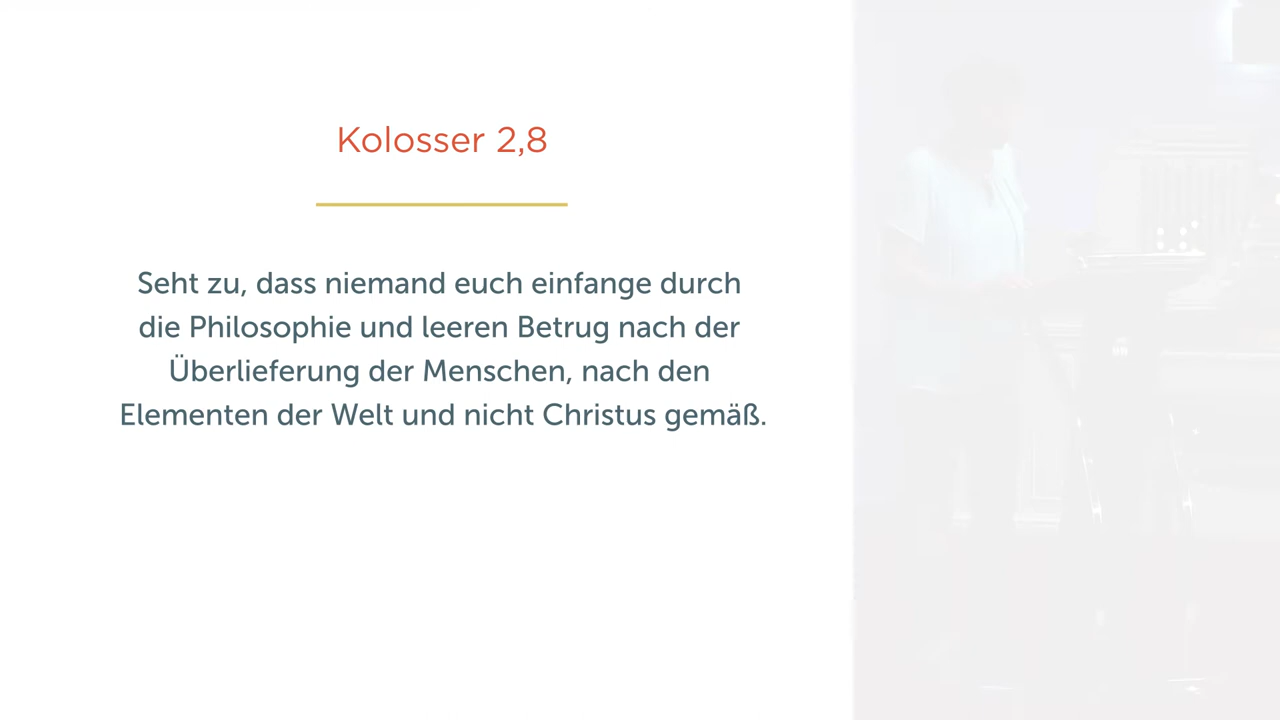 Kolosser 2,8
Seht zu, dass niemand euch einfange durch
die Philosophie und leeren Betrug nach der
Überlieferung der Menschen, nach den
Elementen der Welt und nicht Christus gemäß.